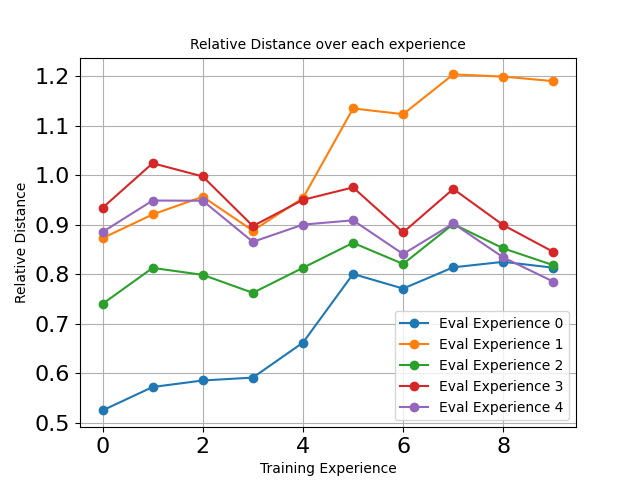 Relative Distance over each experience
1.2
1.1
1.0
0.9
0.8
0.7
0.6
0.5
Relative Distance
0 2 4 6 8
Training Experience
Eval Experience 0
Eval Experience 1
Eval Experience 2
Eval Experience 3
Eval Experience 4